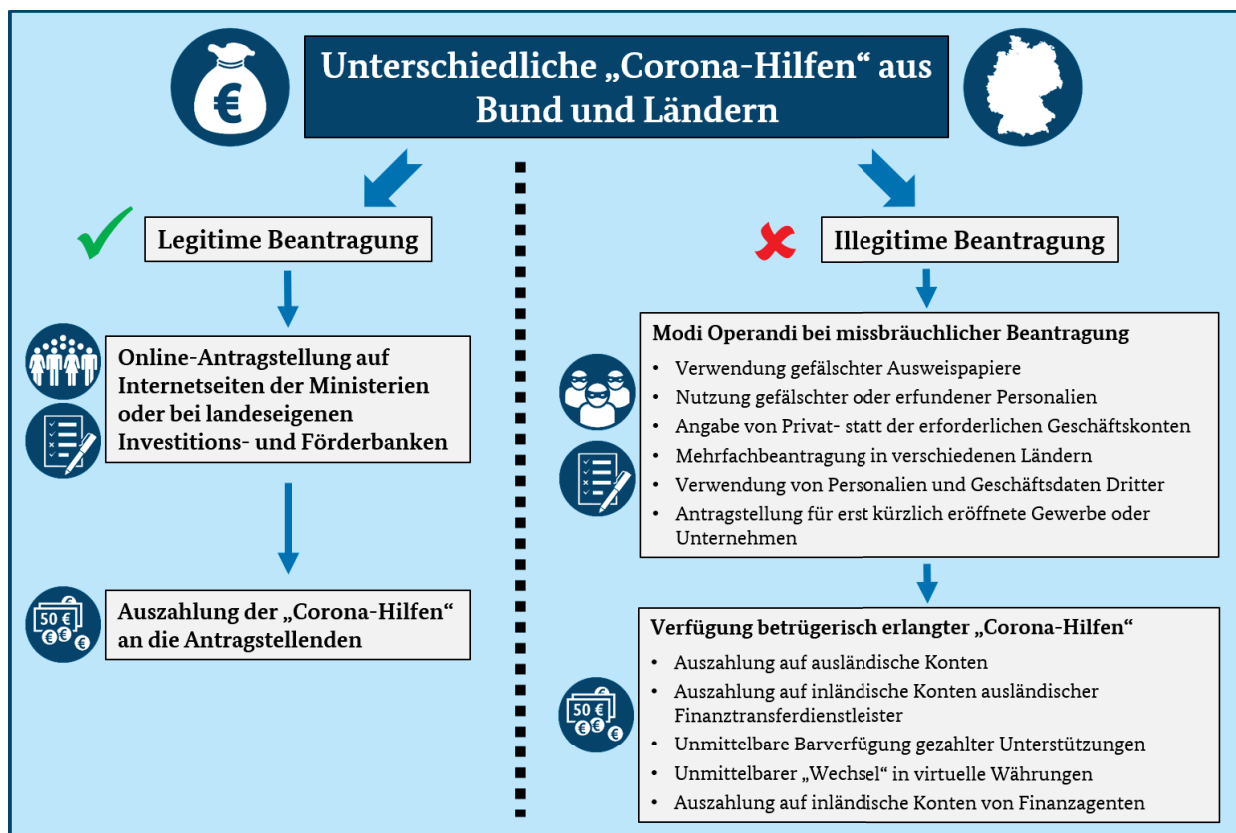 Unterschiedliche „Corona-Hilfen“ aus
Bund und Ländern
€
Legitime Beantragung
Online-Antragstellung auf
Internetseiten der Ministerien
oder bei landeseigenen
Investitions- und Förderbanken
50 €
€ € €
Auszahlung der „Corona-Hilfen“
an die Antragstellenden
Illegitime Beantragung
Modi Operandi bei missbräuchlicher Beantragung
• Verwendung gefälschter Ausweispapiere
• Nutzung gefälschter oder erfundener Personalien
• Angabe von Privat- statt der erforderlichen Geschäftskonten
• Mehrfachbeantragung in verschiedenen Ländern
• Verwendung von Personalien und Geschäftsdaten Dritter
• Antragstellung für erst kürzlich eröffnete Gewerbe oder
Unternehmen
50 €
€ € €
Verfügung betrügerisch erlangter „Corona-Hilfen“
• Auszahlung auf ausländische Konten
• Auszahlung auf inländische Konten ausländischer
Finanztransferdienstleister
• Unmittelbare Barverfügung gezahlter Unterstützungen
• Unmittelbarer „Wechsel“ in virtuelle Währungen
• Auszahlung auf inländische Konten von Finanzagenten